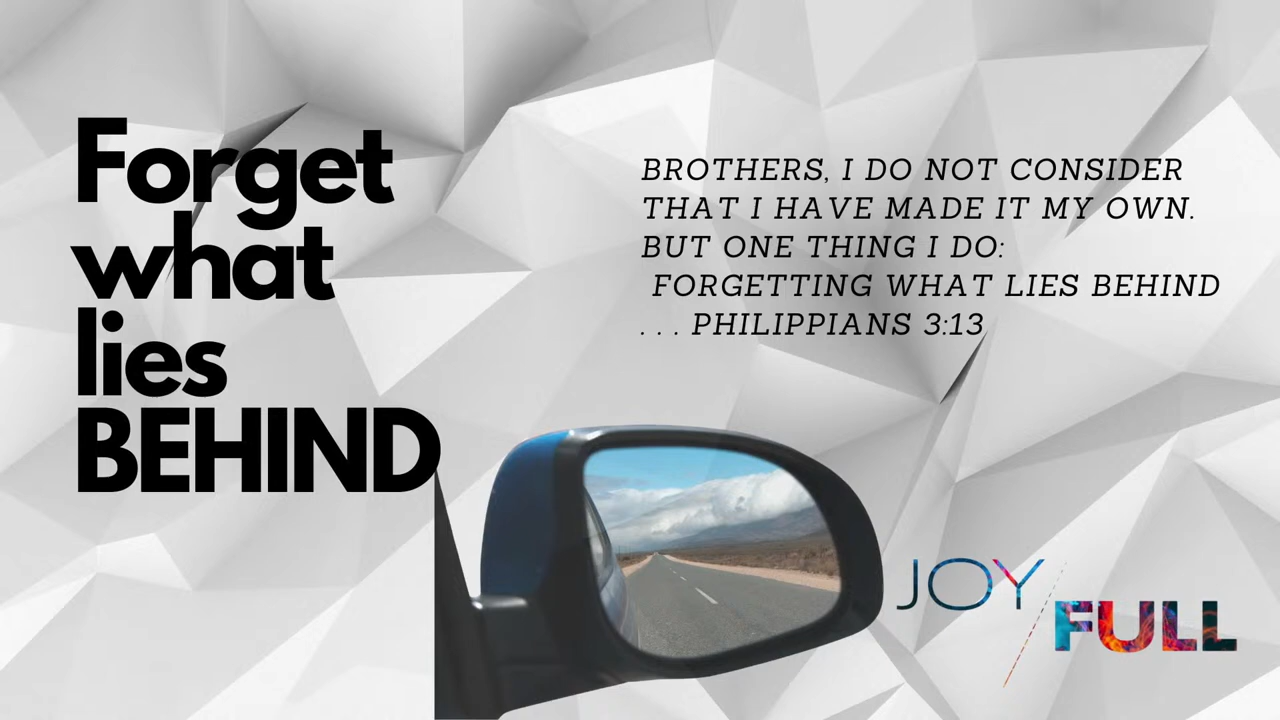 Forget
what
lies
BEHIND
BROTHERS, I DO NOT CONSIDER
THAT I HAVE MADE IT MY OWN.
BUT ONE THING I DO:
FORGETTING WHAT LIES BEHIND
. . . PHILIPPIANS 3:13
JOY
FULL